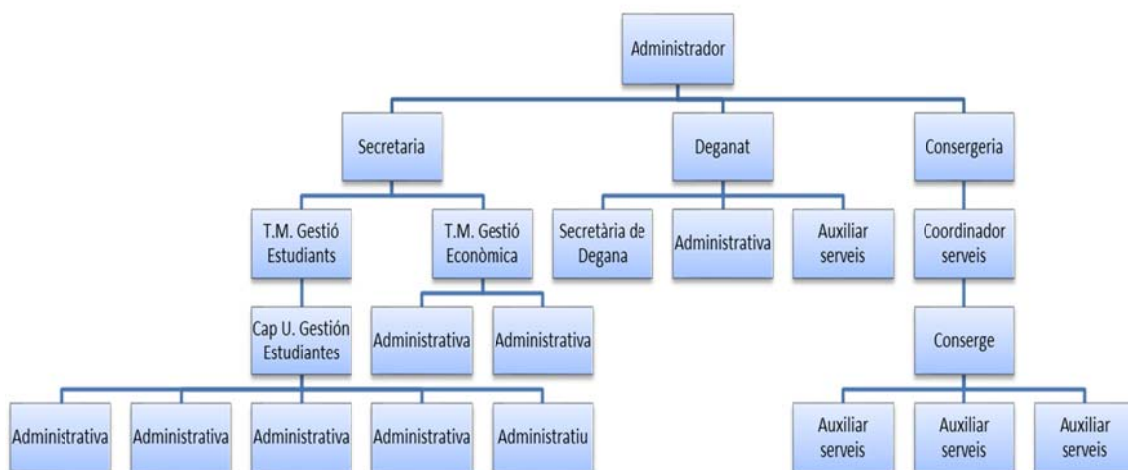 Administrador
Secretaria
Deganat
Consergeria
T.M. Gestió
Estudiants
T.M. Gestió
Econòmica
Secretària de
Degana
Administrativa
Auxiliar
serveis
Coordinador
serveis
Cap U. Gestión
Estudiantes
Administrativa
Administrativa
Conserge
Administrativa
Administrativa
Administrativa
Administrativa
Administratiu
Auxiliar
serveis
Auxiliar
serveis
Auxiliar
serveis